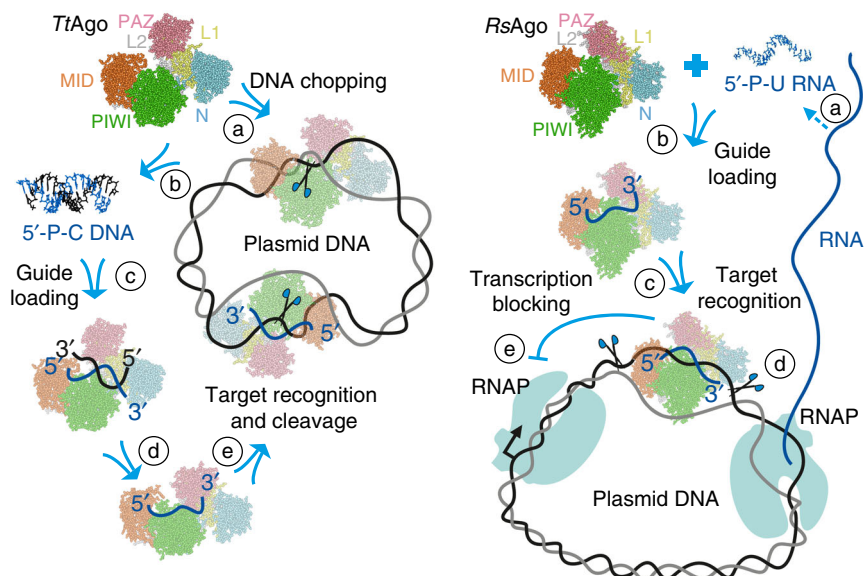 TtAgo
PAZ
L2
L1
MID
PIWI
N
DNA chopping
a
b
5′-P-C DNA
Plasmid DNA
Guide
loading
c
3′
5′
3′
5′
5′
3′
Target recognition
and cleavage
d
e
5′
3′
RsAgo
PAZ
L2
L1
MID
PIWI
N
5′-P-U RNA
a
b
Guide
loading
3′
5′
RNA
Transcription
blocking
c
Target
recognition
e
RNAP
5′
3′
d
RNAP
Plasmid DNA